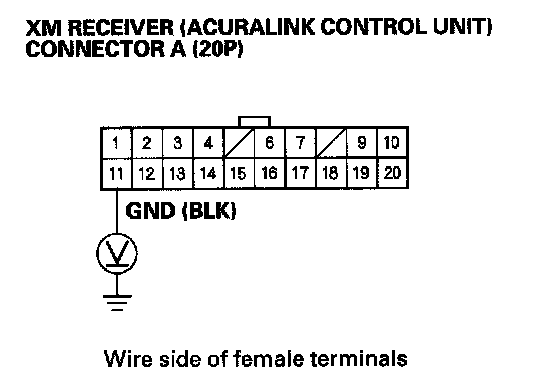 XM RECEIVER (ACURALINK CONTROL UNIT)
CONNECTOR A (20P)
1 2 3 4 6 7 9 10
11 12 13 14 15 16 17 18 19 20
GND (BLK)
V
Wire side of female terminals